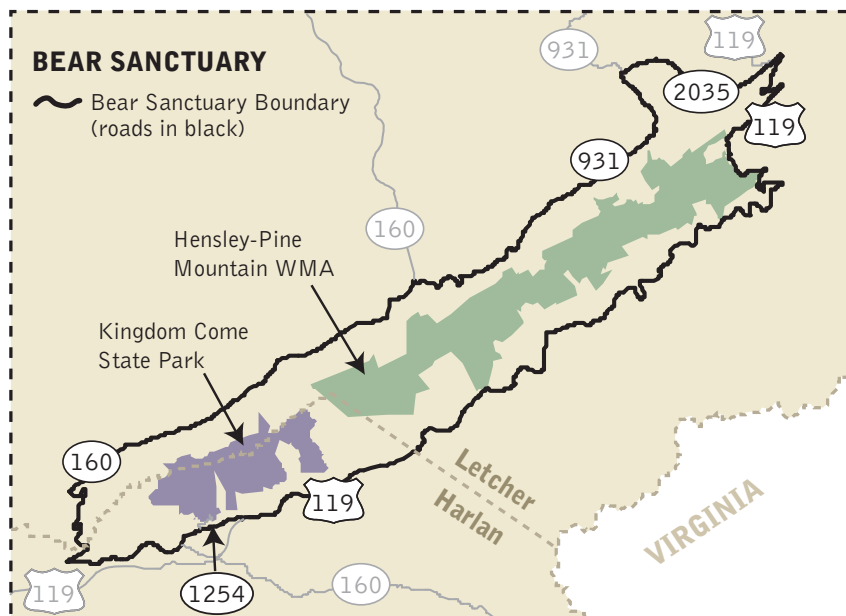 BEAR SANCTUARY
Bear Sanctuary Boundary
(roads in black)
931
119
2035
119
931
160
Hensley-Pine
Mountain WMA
Kingdom Come
State Park
160
119
Letcher
Harlan
VIRGINIA
119
1254
160